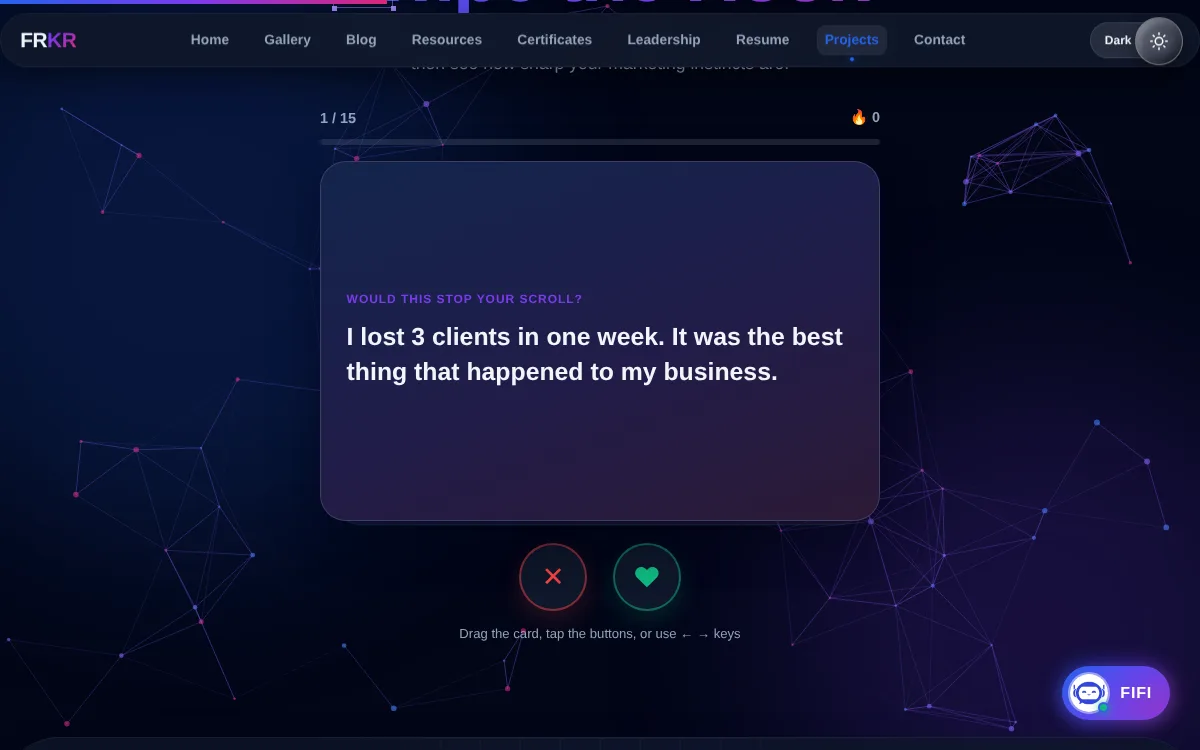 FRKR
Home
Gallery
Blog
Resources
Certificates
Leadership
Resume
Projects
Contact
Dark
1 / 15
🔥 0
WOULD THIS STOP YOUR SCROLL?
I lost 3 clients in one week. It was the best
thing that happened to my business.
Drag the card, tap the buttons, or use ← → keys
FIFI